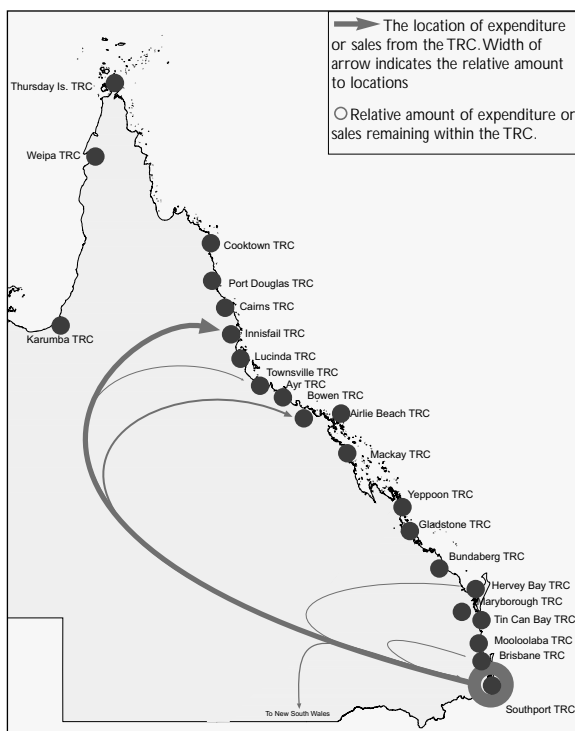 The location of expenditure
or sales from the TRC. Width of
arrow indicates the relative amount
to locations
Relative amount of expenditure or
sales remaining within the TRC.
Thursday Is. TRC
Weipa TRC
Cooktown TRC
Port Douglas TRC
Cairns TRC
Karumba TRC
Innisfail TRC
Lucinda TRC
Townsville TRC
Ayr TRC
Bowen TRC
Airlie Beach TRC
Mackay TRC
Yeppoon TRC
Gladstone TRC
Bundaberg TRC
Hervey Bay TRC
Maryborough TRC
Tin Can Bay TRC
Mooloolaba TRC
Brisbane TRC
Southport TRC
To New South Wales